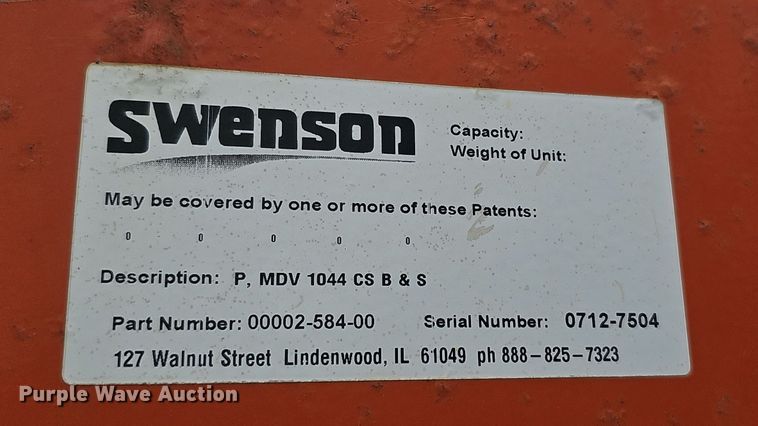 Swenson
Capacity:
Weight of Unit:
May be covered by one or more of these Patents:
0 0 0 0 0
Description: P, MDV 1044 CS B & S
Part Number: 00002-584-00 Serial Number: 0712-7504
127 Walnut Street Lindenwood, IL 61049 ph 888-825-7323
Purple Wave Auction